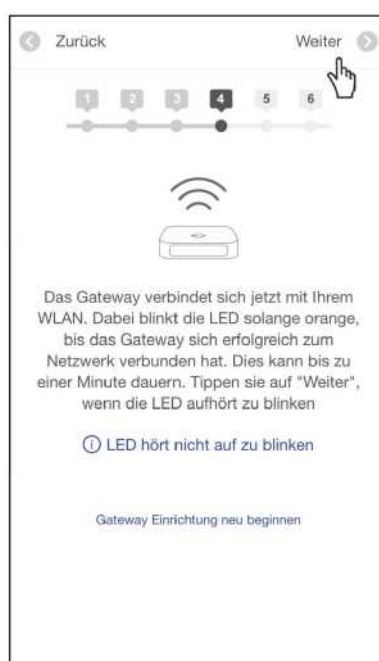 Zurück Weiter
1 2 3 4 5 6
Das Gateway verbindet sich jetzt mit Ihrem
WLAN. Dabei blinkt die LED solange orange,
bis das Gateway sich erfolgreich zum
Netzwerk verbunden hat. Dies kann bis zu
einer Minute dauern. Tippen sie auf "Weiter",
wenn die LED aufhört zu blinken
LED hört nicht auf zu blinken
Gateway Einrichtung neu beginnen